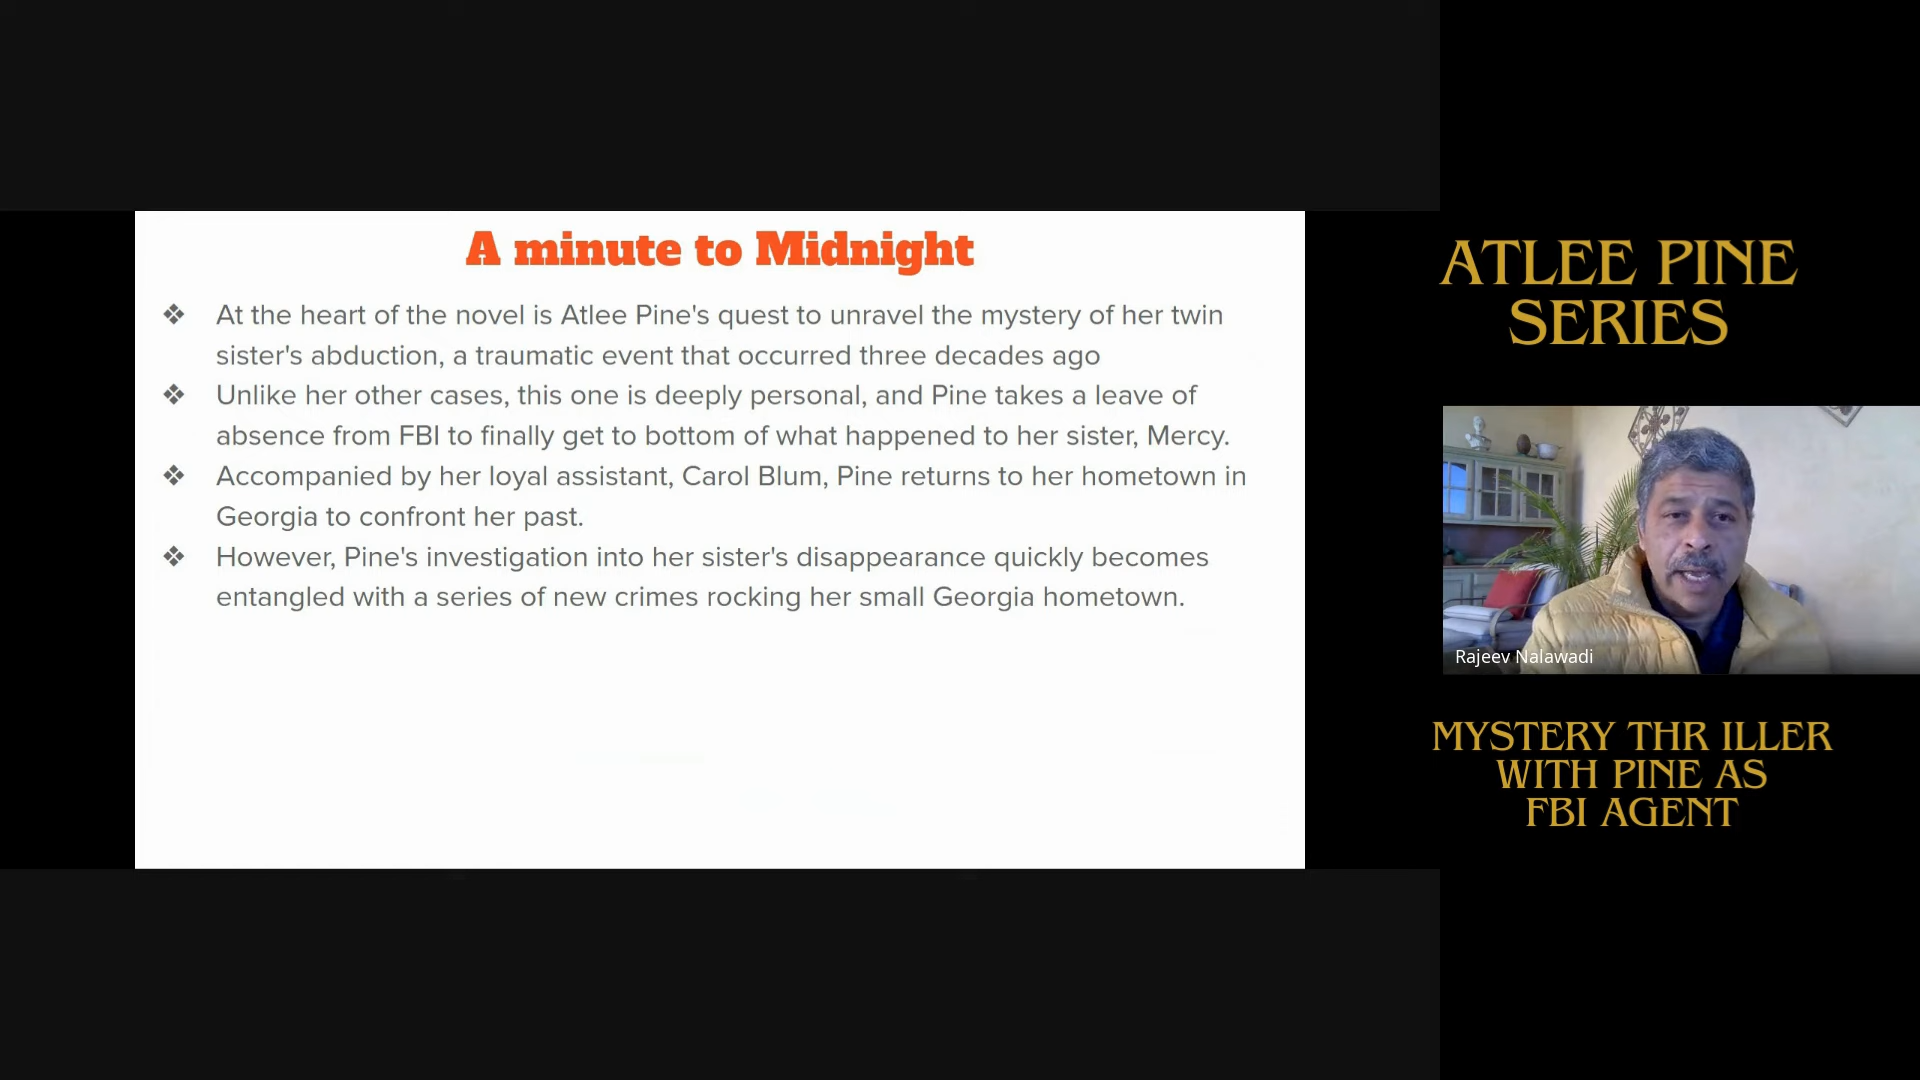 A minute to Midnight
❖ At the heart of the novel is Atlee Pine's quest to unravel the mystery of her twin
sister's abduction, a traumatic event that occurred three decades ago
❖ Unlike her other cases, this one is deeply personal, and Pine takes a leave of
absence from FBI to finally get to bottom of what happened to her sister, Mercy.
❖ Accompanied by her loyal assistant, Carol Blum, Pine returns to her hometown in
Georgia to confront her past.
❖ However, Pine's investigation into her sister's disappearance quickly becomes
entangled with a series of new crimes rocking her small Georgia hometown.
ATLEE PINE
SERIES
Rajeev Nalawadi
MYSTERY THR ILLER
WITH PINE AS
FBI AGENT